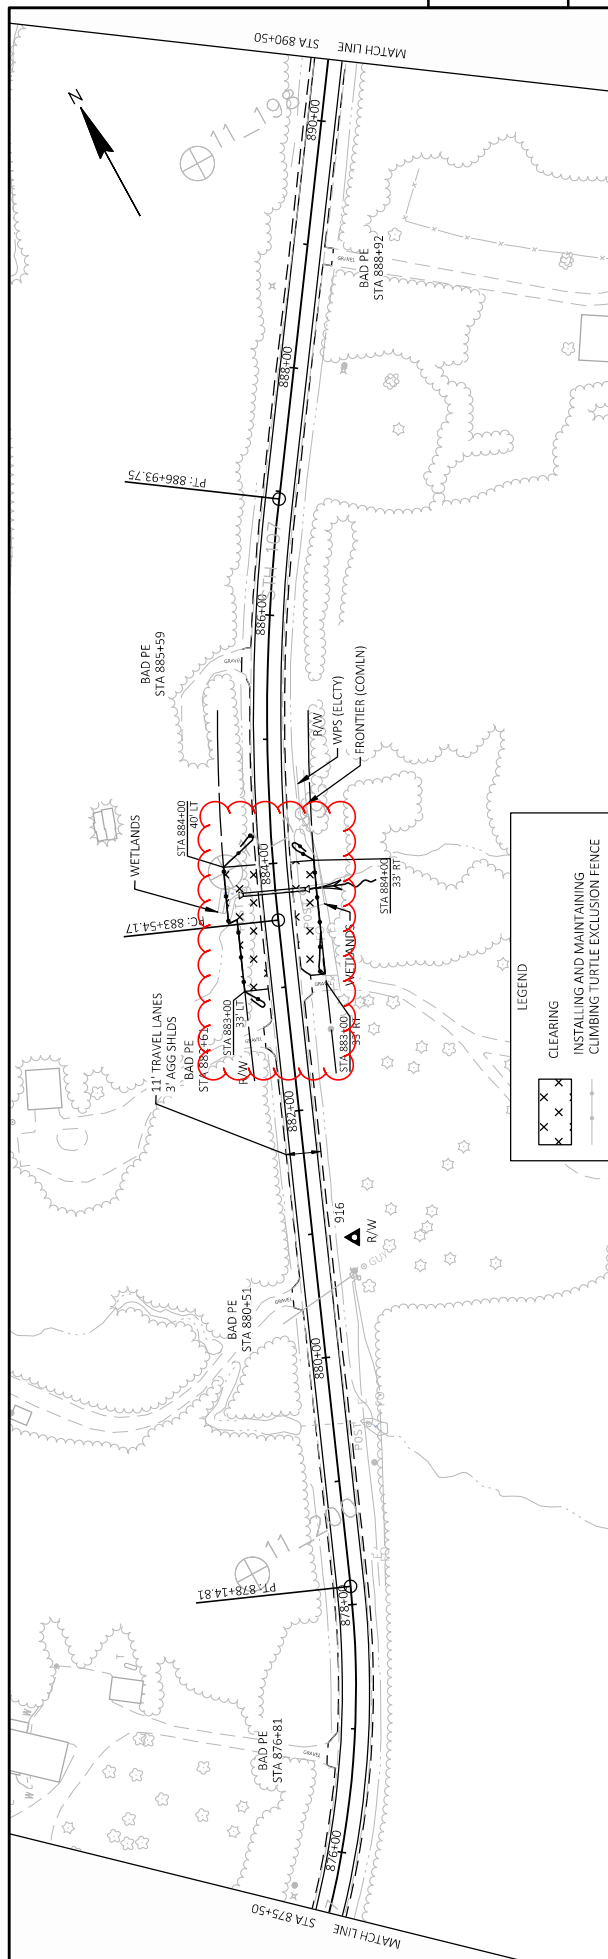 MATCH LINE
STA 890+50
N
11_198
890+00
BAD PE
STA 888+92
GRAVEL
888+00
PT: 886+93.75
STH 107
886+00
BAD PE
STA 885+59
GRAVEL
R/W
WPS (ELCTY)
FRONTIER (COMLN)
WETLANDS
STA 884+00
40' LT
884+00
STA 884+00
33' RT
PC: 883+54.17
WETLANDS
11' TRAVEL LANES
3' AGG SHLDS
BAD PE
STA 882+61
STA 883+00
33' LT
R/W
GRAVEL
GRAVEL
STA 883+00
33' RT
882+00
LEGEND
CLEARING
INSTALLING AND MAINTAINING
CLIMBING TURTLE EXCLUSION FENCE
916
R/W
GUY
BAD PE
STA 880+51
GRAVEL
880+00
POST
11_200
PT: 878+14.81
878+00
BAD PE
STA 876+81
GRAVEL
876+00
STA 875+50
MATCH LINE